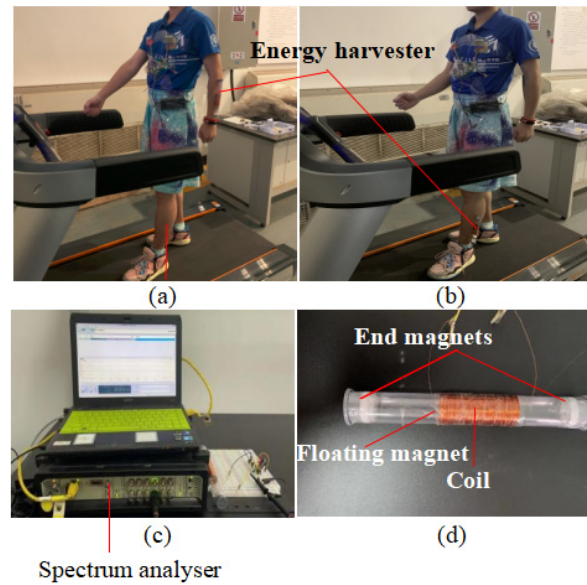 Energy harvester
(a)
(b)
End magnets
Floating magnet
Coil
(c)
(d)
Spectrum analyser